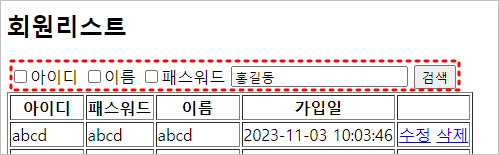 회원리스트
아이디 이름 패스워드 홍길동 검색
아이디 패스워드 이름 가입일
abcd abcd abcd 2023-11-03 10:03:46 수정 삭제